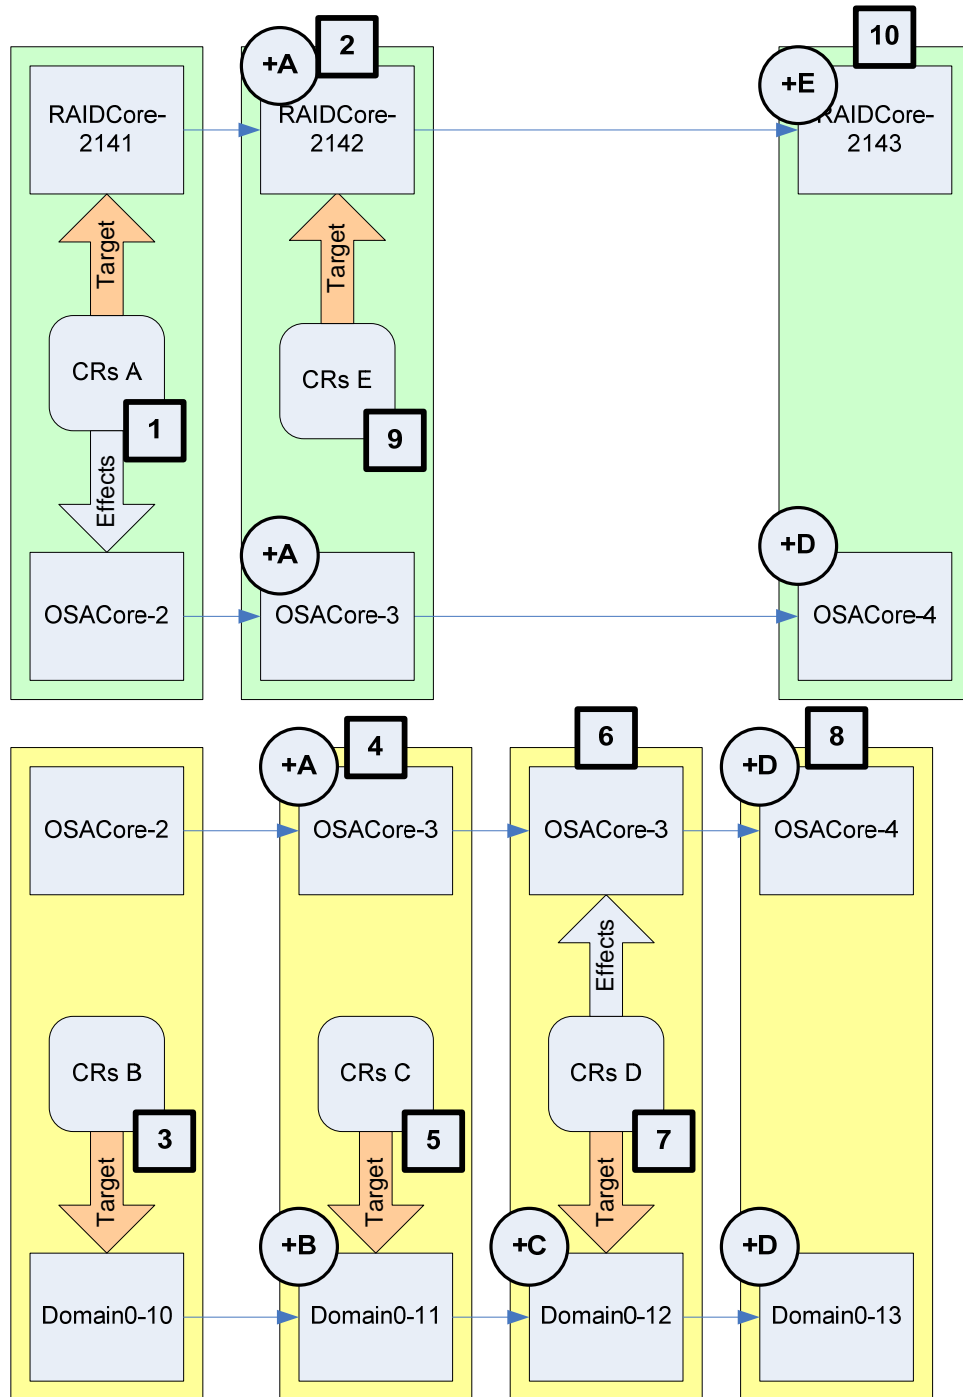 2
10
+A
+E
RAIDCore-
2141
RAIDCore-
2142
RAIDCore-
2143
Target
Target
CRs A
CRs E
1
9
Effects
+A
+D
OSACore-2
OSACore-3
OSACore-4
4
6
8
+A
+D
OSACore-2
OSACore-3
OSACore-3
OSACore-4
Effects
CRs B
CRs C
CRs D
3
5
7
Target
Target
Target
+B
+C
+D
Domain0-10
Domain0-11
Domain0-12
Domain0-13